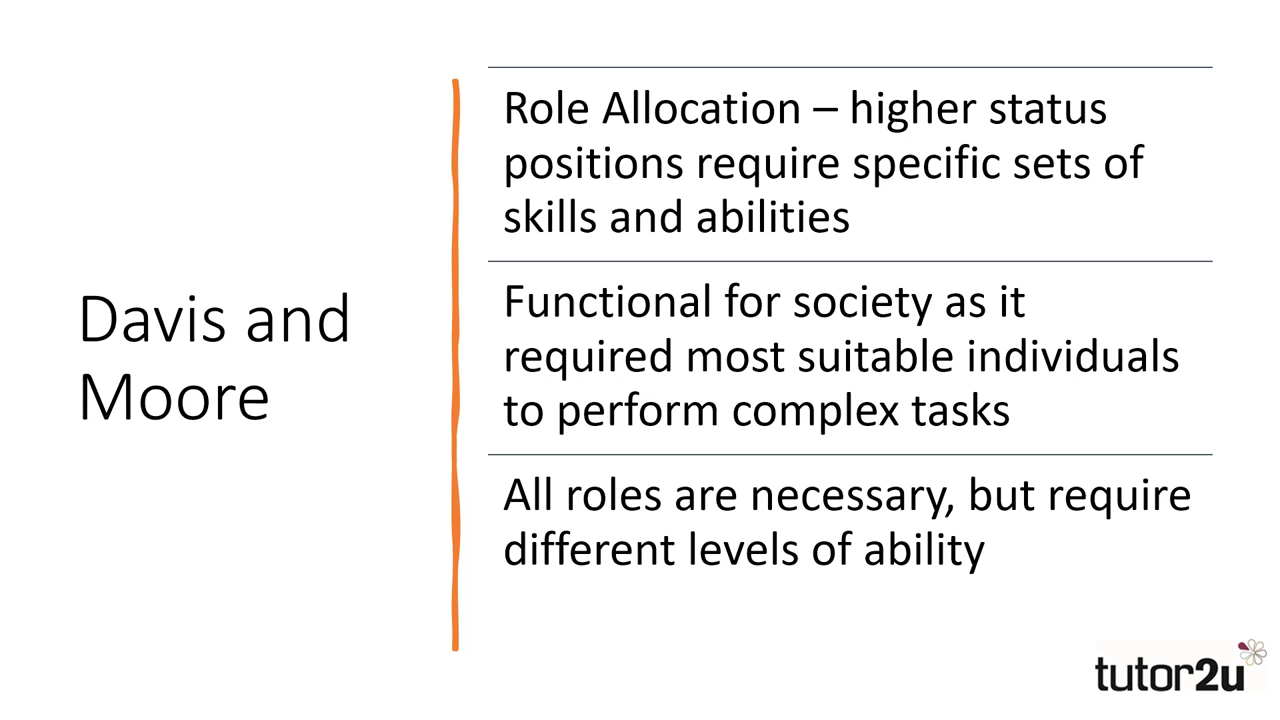 Davis and
Moore
Role Allocation – higher status
positions require specific sets of
skills and abilities
Functional for society as it
required most suitable individuals
to perform complex tasks
All roles are necessary, but require
different levels of ability
tutor2u